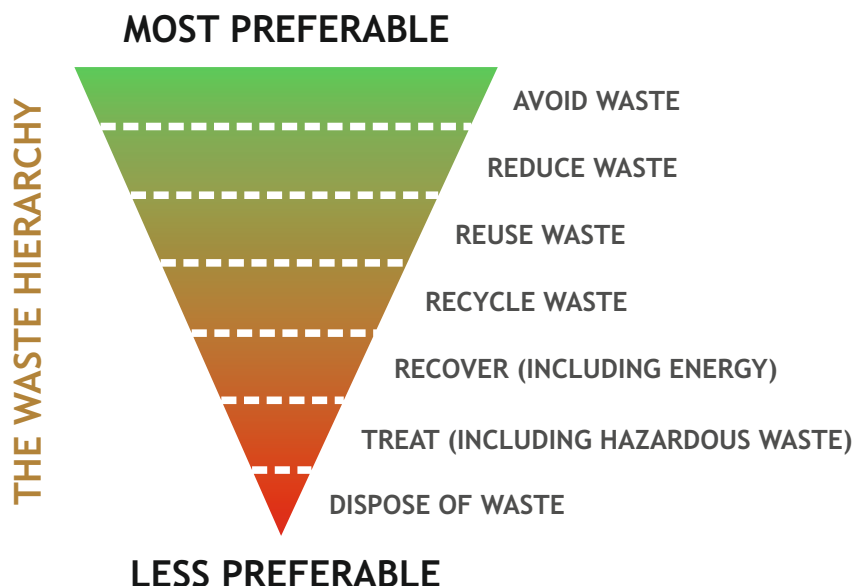 MOST PREFERABLE
THE WASTE HIERARCHY
AVOID WASTE
REDUCE WASTE
REUSE WASTE
RECYCLE WASTE
RECOVER (INCLUDING ENERGY)
TREAT (INCLUDING HAZARDOUS WASTE)
DISPOSE OF WASTE
LESS PREFERABLE